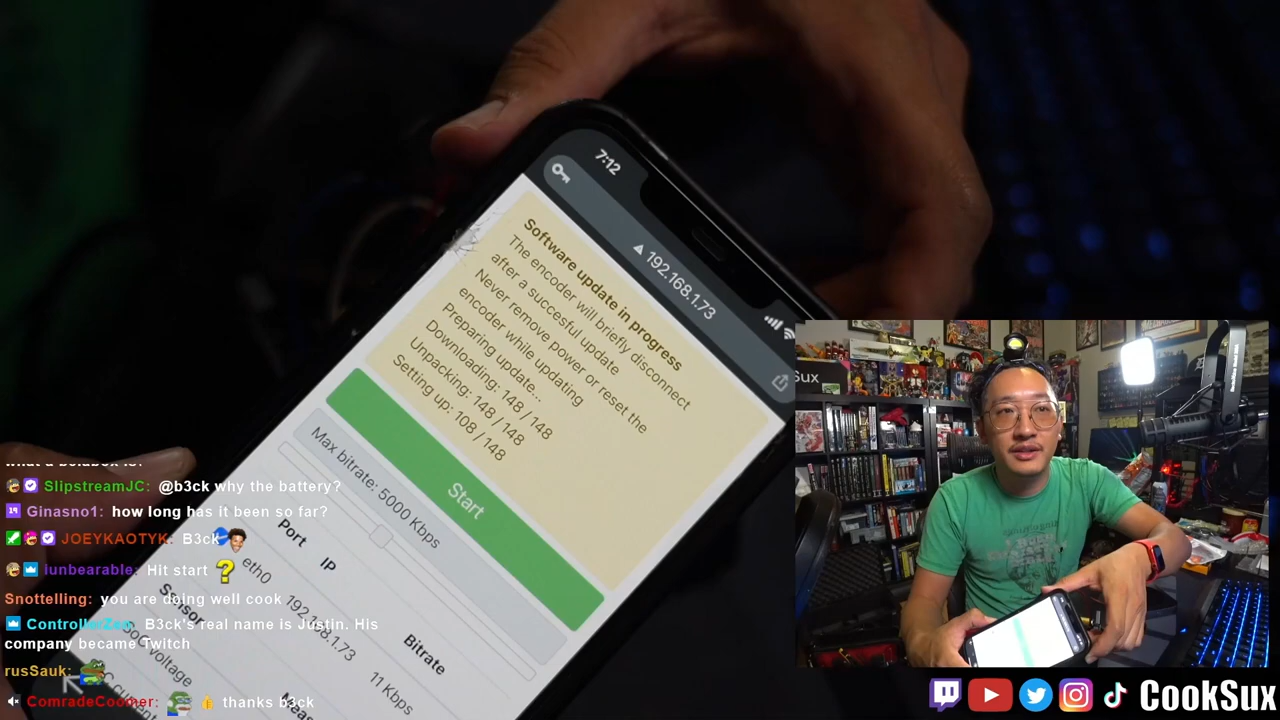 7:12
192.168.1.73
Software update in progress
The encoder will briefly disconnect
after a succesful update
Never remove power or reset the
encoder while updating
Preparing update...
Downloading: 148 / 148
Unpacking: 148 / 148
Setting up: 108 / 148
Start
Max bitrate: 5000 Kbps
Port IP Bitrate
eth0 192.168.1.73 11 Kbps
Sensor
SoC voltage
SlipstreamJC: @b3ck why the battery?
Ginasno1: how long has it been so far?
JOEYKAOTYK: B3ck
iunbearable: Hit start
Snottelling: you are doing well cook
B3ck's real name is Justin. His
company became Twitch
rusSauk:
ComradeCoomer: thanks b3ck
sux
CookSux